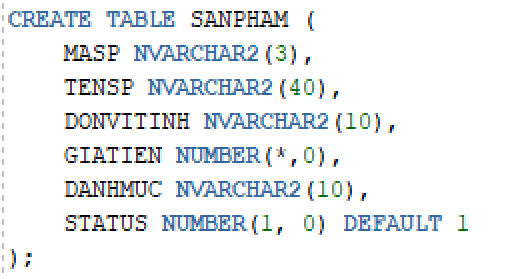 CREATE TABLE SANPHAM (
    MASP NVARCHAR2(3),
    TENSP NVARCHAR2(40),
    DONVITINH NVARCHAR2(10),
    GIATIEN NUMBER(*,0),
    DANHMUC NVARCHAR2(10),
    STATUS NUMBER(1, 0) DEFAULT 1
);